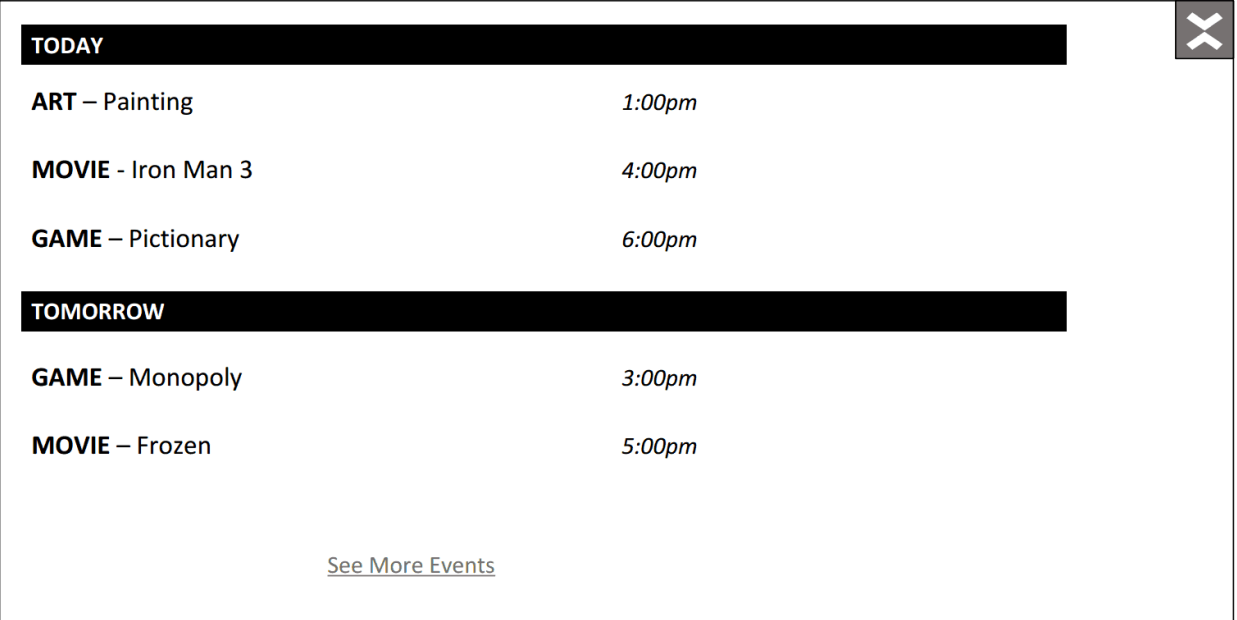 TODAY
ART – Painting 1:00pm
MOVIE - Iron Man 3 4:00pm
GAME – Pictionary 6:00pm
TOMORROW
GAME – Monopoly 3:00pm
MOVIE – Frozen 5:00pm
See More Events